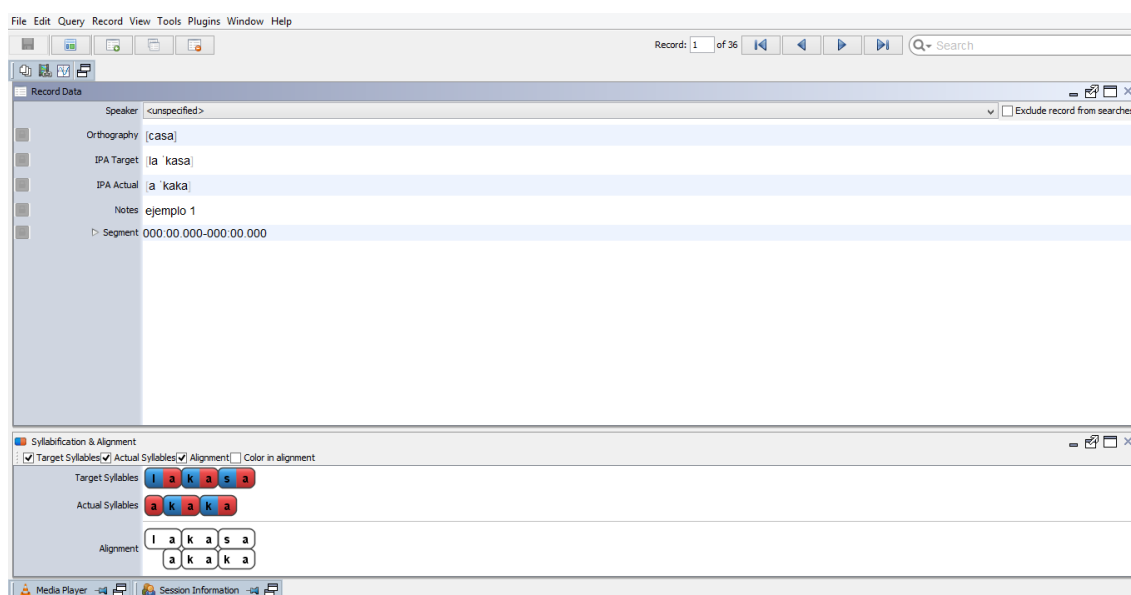 File Edit Query Record View Tools Plugins Window Help
Record: 1 of 36 Search
Record Data
Speaker <unspecified> Exclude record from searches
Orthography [casa]
IPA Target [la ˈkasa]
IPA Actual [a ˈkaka]
Notes ejemplo 1
Segment 000:00.000-000:00.000
Syllabification & Alignment
Target Syllables Actual Syllables Alignment Color in alignment
Target Syllables l a k a s a
Actual Syllables a k a k a
l a k a s a
Alignment
a k a k a
Media Player Session Information